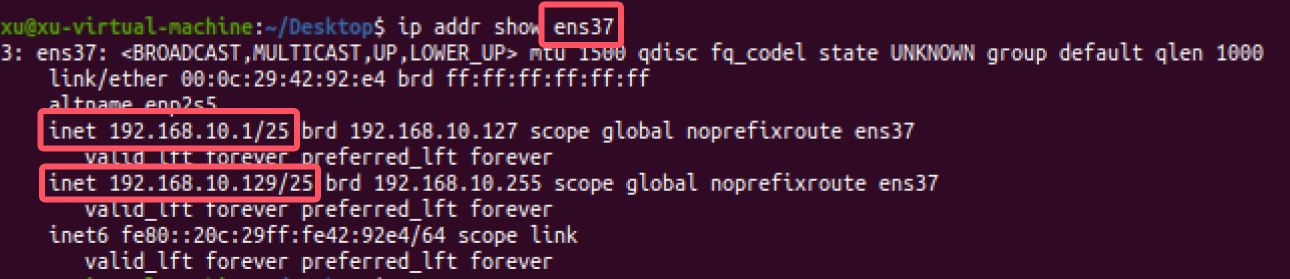 xu@xu-virtual-machine:~/Desktop$ ip addr show ens37
3: ens37: <BROADCAST,MULTICAST,UP,LOWER_UP> mtu 1500 qdisc fq_codel state UNKNOWN group default qlen 1000
link/ether 00:0c:29:42:92:e4 brd ff:ff:ff:ff:ff:ff
altname enp2s5
inet 192.168.10.1/25 brd 192.168.10.127 scope global noprefixroute ens37
valid_lft forever preferred_lft forever
inet 192.168.10.129/25 brd 192.168.10.255 scope global noprefixroute ens37
valid_lft forever preferred_lft forever
inet6 fe80::20c:29ff:fe42:92e4/64 scope link
valid_lft forever preferred_lft forever